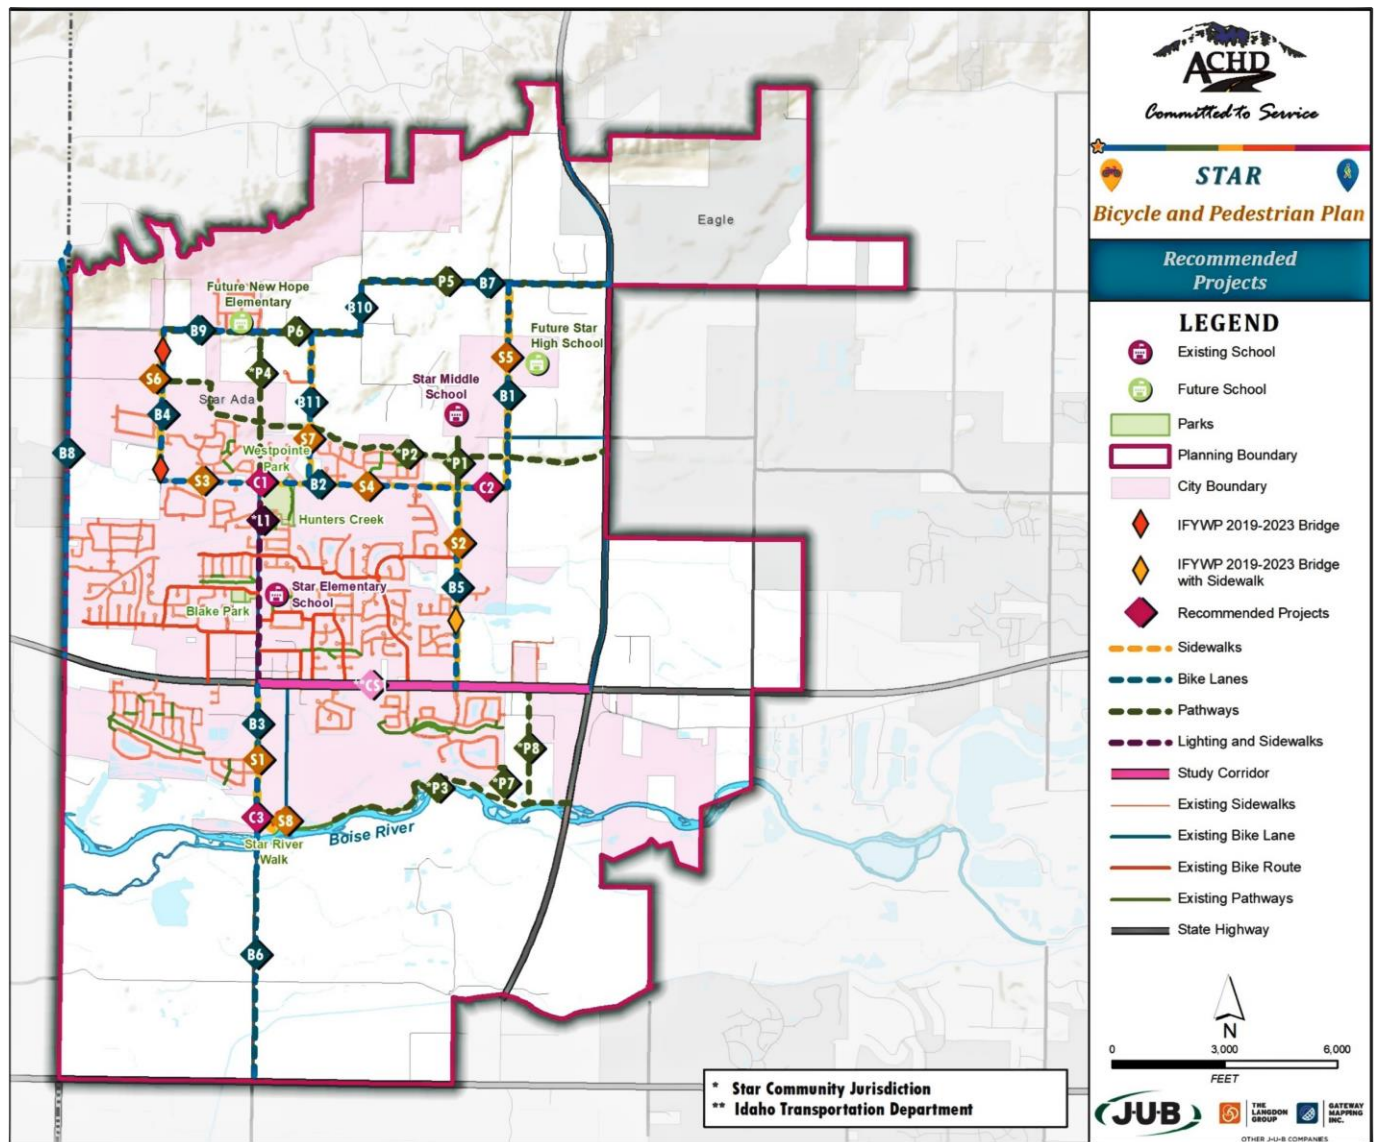 Eagle
Future New Hope
Elementary
P5
B7
B10
B9
P6
Future Star
High School
S5
*P4
S6
Star Middle
School
Star Ada
B11
B1
B4
S7
Westpointe
Park
B8
*P2
*P1
S3
C1
B2
S4
C2
*L1
Hunters Creek
S2
Star Elementary
School
B5
Blake Park
**CS
B3
*P8
S1
*P7
*P3
C3
S8
Boise River
Star River
Walk
B6
* Star Community Jurisdiction
** Idaho Transportation Department
ACHD
Committed to Service
STAR
Bicycle and Pedestrian Plan
Recommended
Projects
LEGEND
Existing School
Future School
Parks
Planning Boundary
City Boundary
IFYWP 2019-2023 Bridge
IFYWP 2019-2023 Bridge
with Sidewalk
Recommended Projects
Sidewalks
Bike Lanes
Pathways
Lighting and Sidewalks
Study Corridor
Existing Sidewalks
Existing Bike Lane
Existing Bike Route
Existing Pathways
State Highway
N
0 3,000 6,000
FEET
J·U·B
THE
LANGDON
GROUP
GATEWAY
MAPPING
INC.
OTHER J-U-B COMPANIES